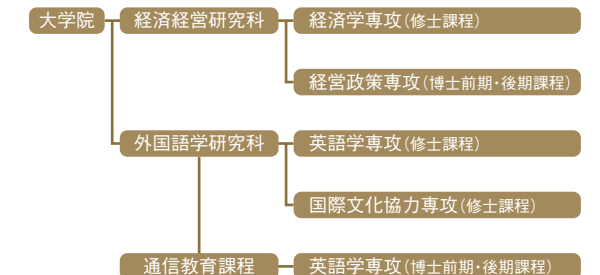 大学院
経済経営研究科
経済学専攻(修士課程)
経営政策専攻(博士前期・後期課程)
外国語学研究科
英語学専攻(修士課程)
国際文化協力専攻(修士課程)
通信教育課程
英語学専攻(博士前期・後期課程)